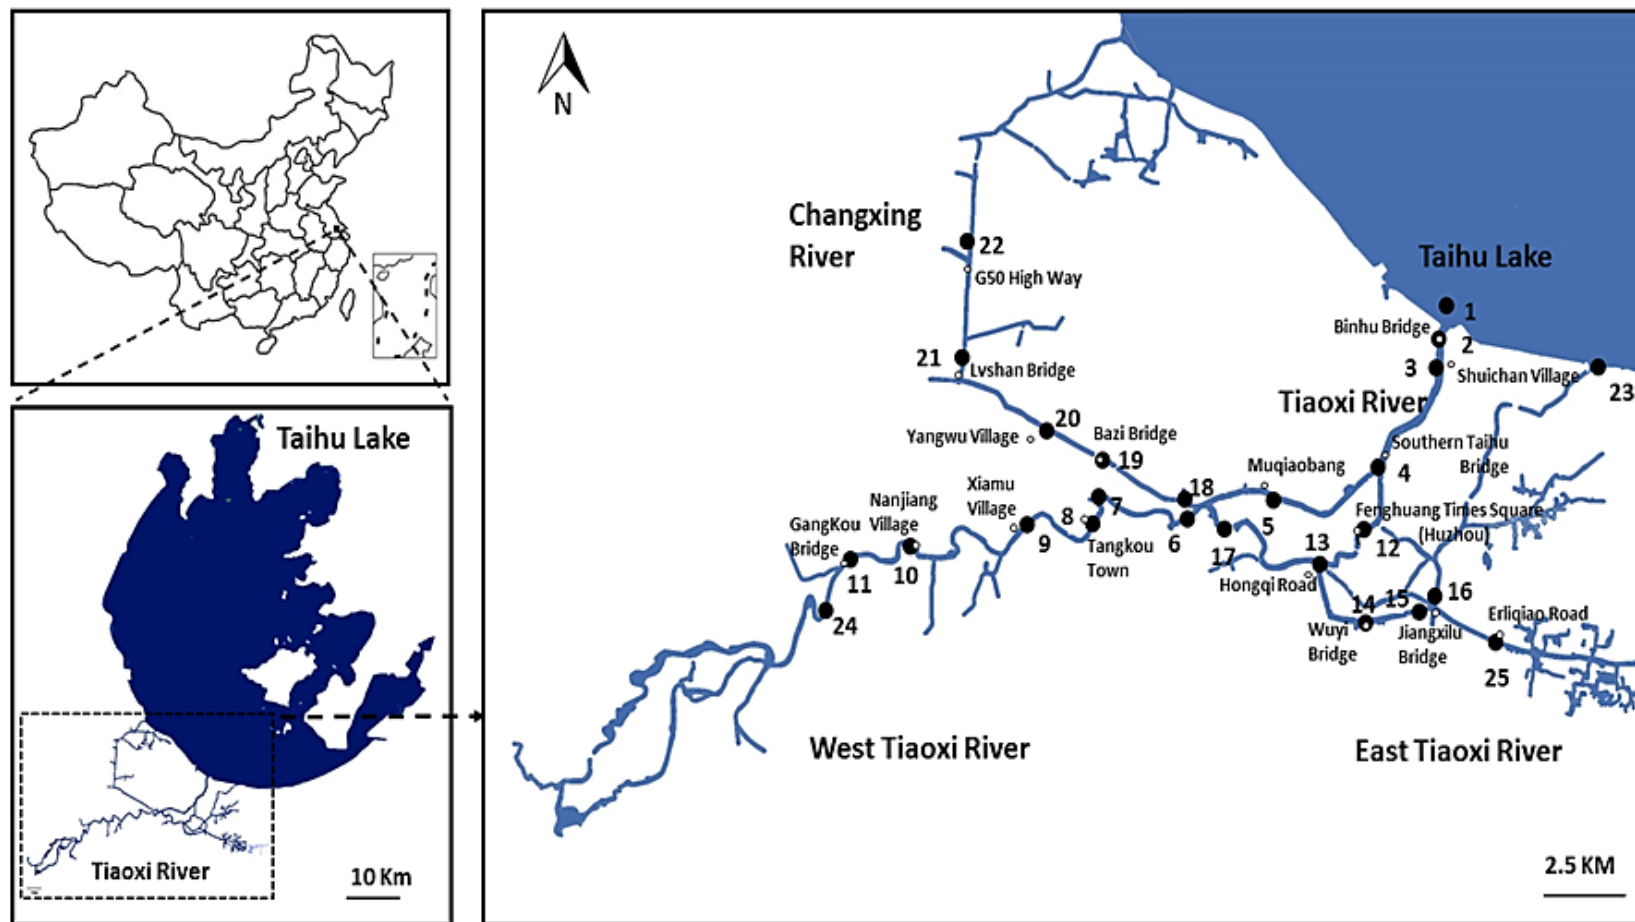 Taihu Lake
Tiaoxi River
10 Km
N
Changxing
River
22
G50 High Way
Taihu Lake
1
Binhu Bridge
2
3
Shuichan Village
23
21
Lvshan Bridge
Tiaoxi River
20
Yangwu Village
Bazi Bridge
19
Southern Taihu
Bridge
4
Muqiaobang
18
5
Xiamu
Village
Nanjiang
Village
GangKou
Bridge
7
8
6
9
Tangkou
Town
17
10
11
24
Fenghuang Times Square
(Huzhou)
12
13
Hongqi Road
14
15
16
Wuyi
Bridge
Jiangxilu
Bridge
Erliqiao Road
25
West Tiaoxi River
East Tiaoxi River
2.5 KM